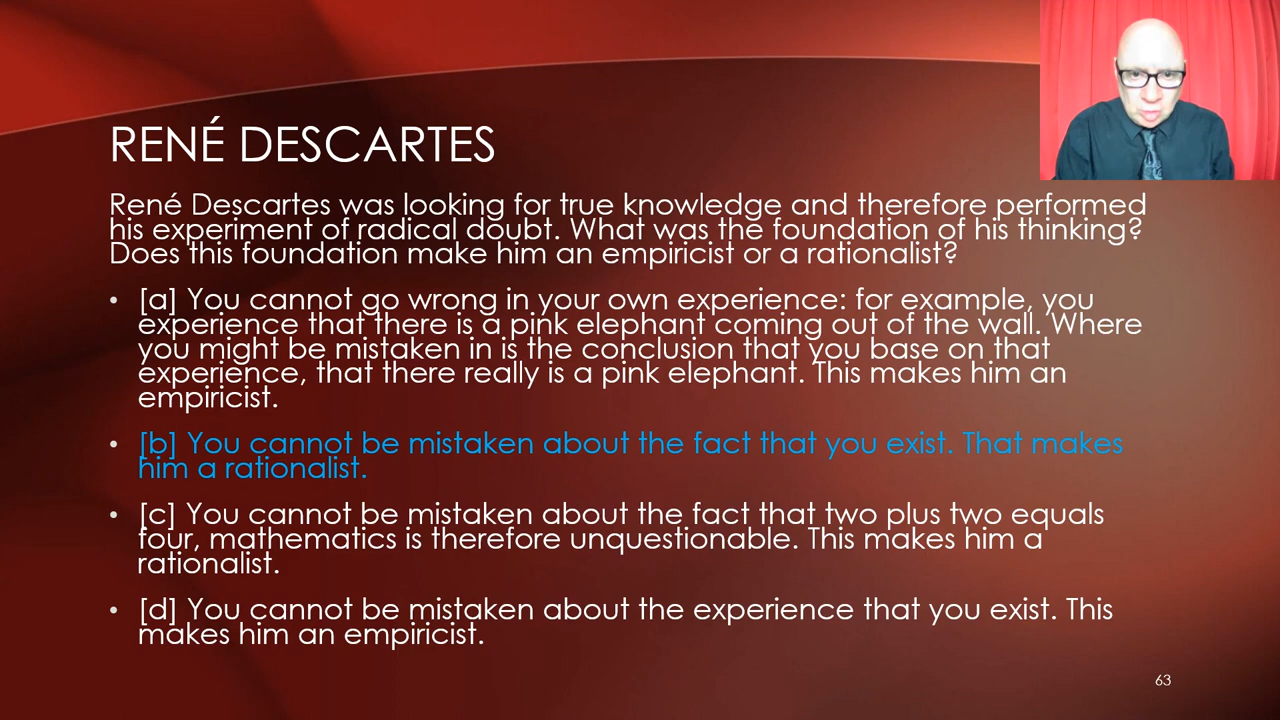 RENÉ DESCARTES
René Descartes was looking for true knowledge and therefore performed
his experiment of radical doubt. What was the foundation of his thinking?
Does this foundation make him an empiricist or a rationalist?
• [a] You cannot go wrong in your own experience: for example, you
experience that there is a pink elephant coming out of the wall. Where
you might be mistaken in is the conclusion that you base on that
experience, that there really is a pink elephant. This makes him an
empiricist.
• [b] You cannot be mistaken about the fact that you exist. That makes
him a rationalist.
• [c] You cannot be mistaken about the fact that two plus two equals
four, mathematics is therefore unquestionable. This makes him a
rationalist.
• [d] You cannot be mistaken about the experience that you exist. This
makes him an empiricist.
63